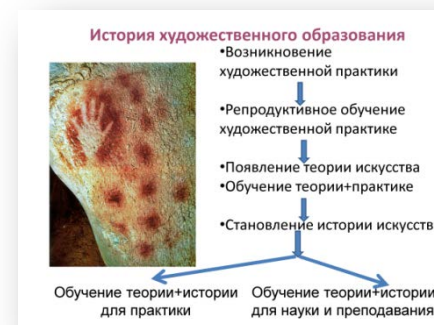 История художественного образования
•Возникновение
художественной практики
•Репродуктивное обучение
художественной практике
•Появление теории искусства
•Обучение теории+практике
•Становление истории искусств
Обучение теории+истории
для практики
Обучение теории+истории
для науки и преподавания